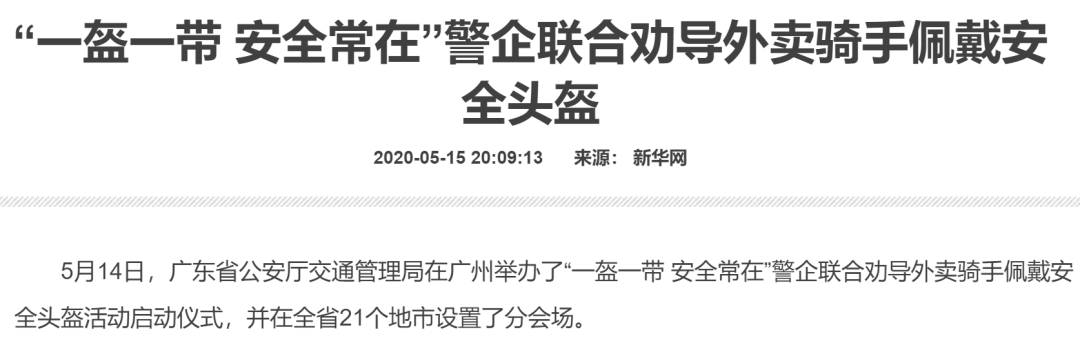 “一盔一带 安全常在”警企联合劝导外卖骑手佩戴安
全头盔
2020-05-15 20:09:13 来源： 新华网
5月14日，广东省公安厅交通管理局在广州举办了“一盔一带 安全常在”警企联合劝导外卖骑手佩戴安
全头盔活动启动仪式，并在全省21个地市设置了分会场。